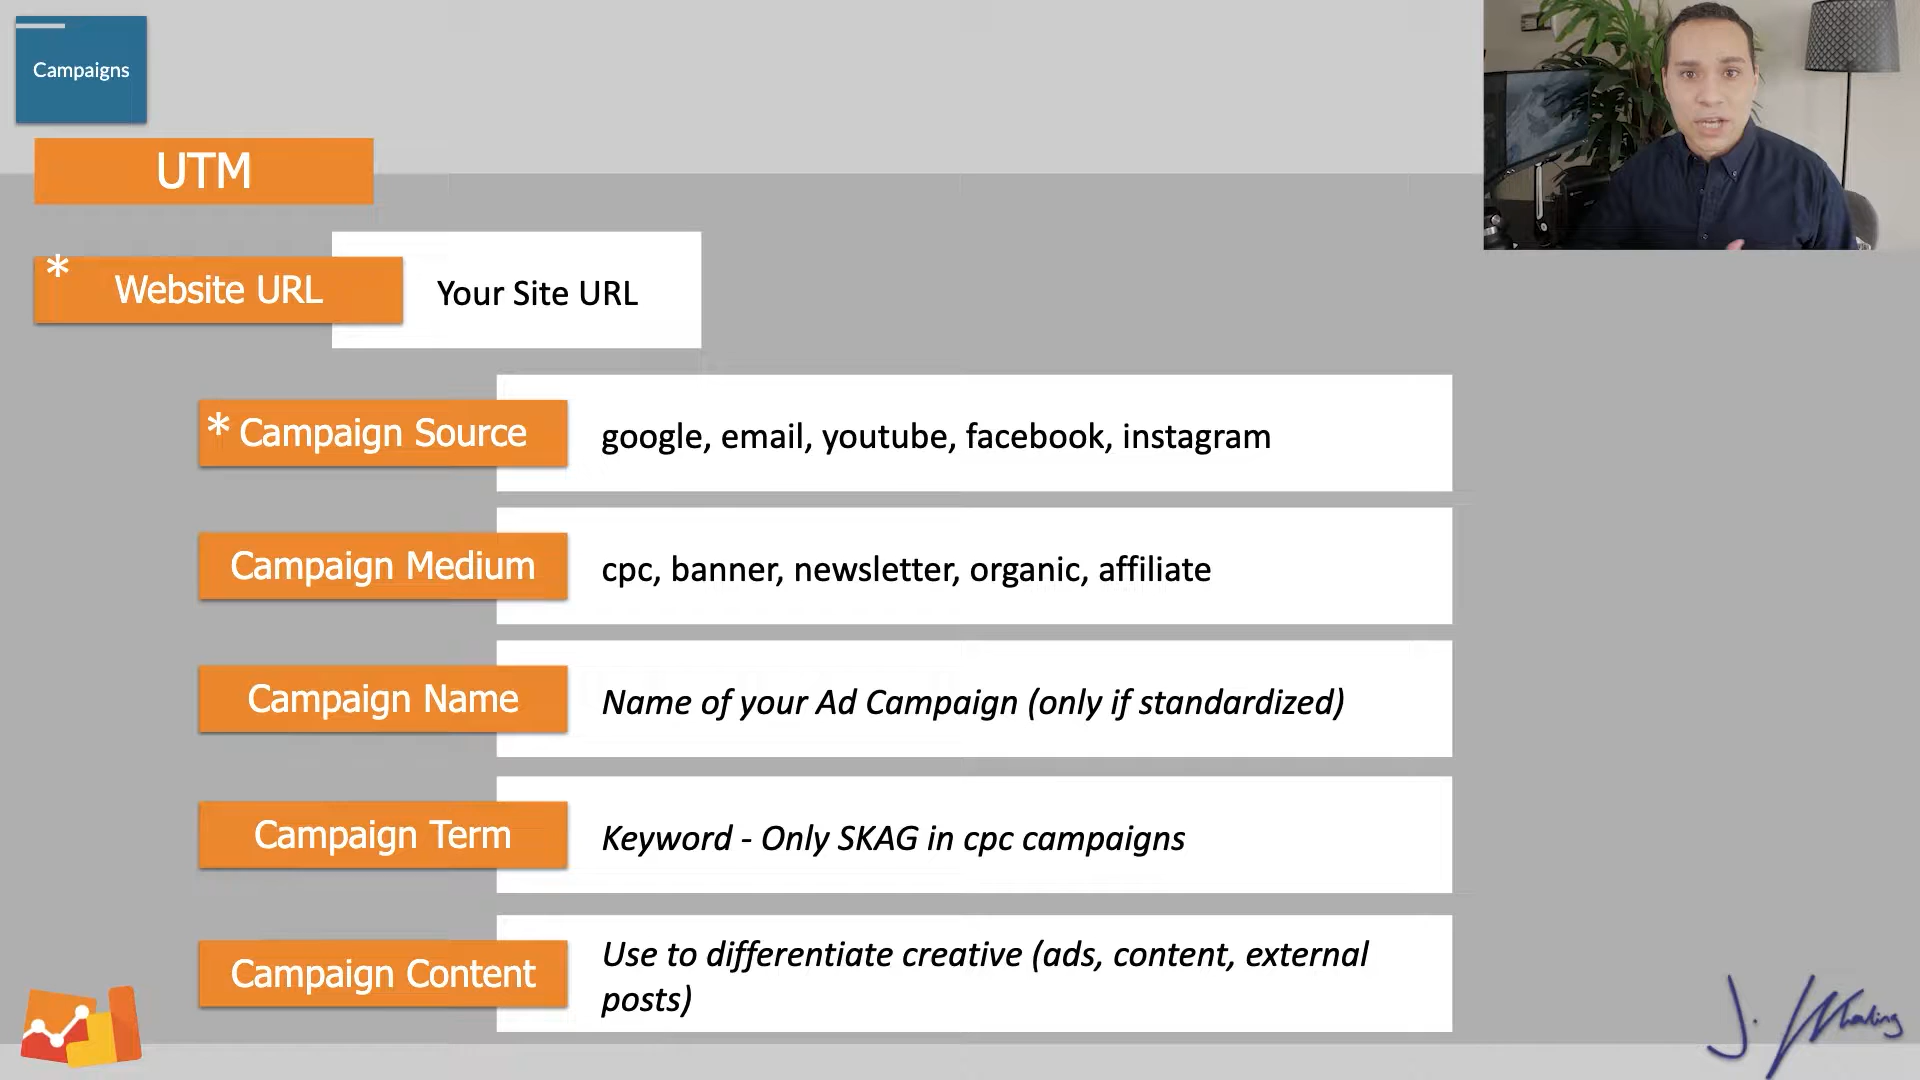 Campaigns
UTM
* Website URL
Your Site URL
* Campaign Source
google, email, youtube, facebook, instagram
Campaign Medium
cpc, banner, newsletter, organic, affiliate
Campaign Name
Name of your Ad Campaign (only if standardized)
Campaign Term
Keyword - Only SKAG in cpc campaigns
Campaign Content
Use to differentiate creative (ads, content, external
posts)